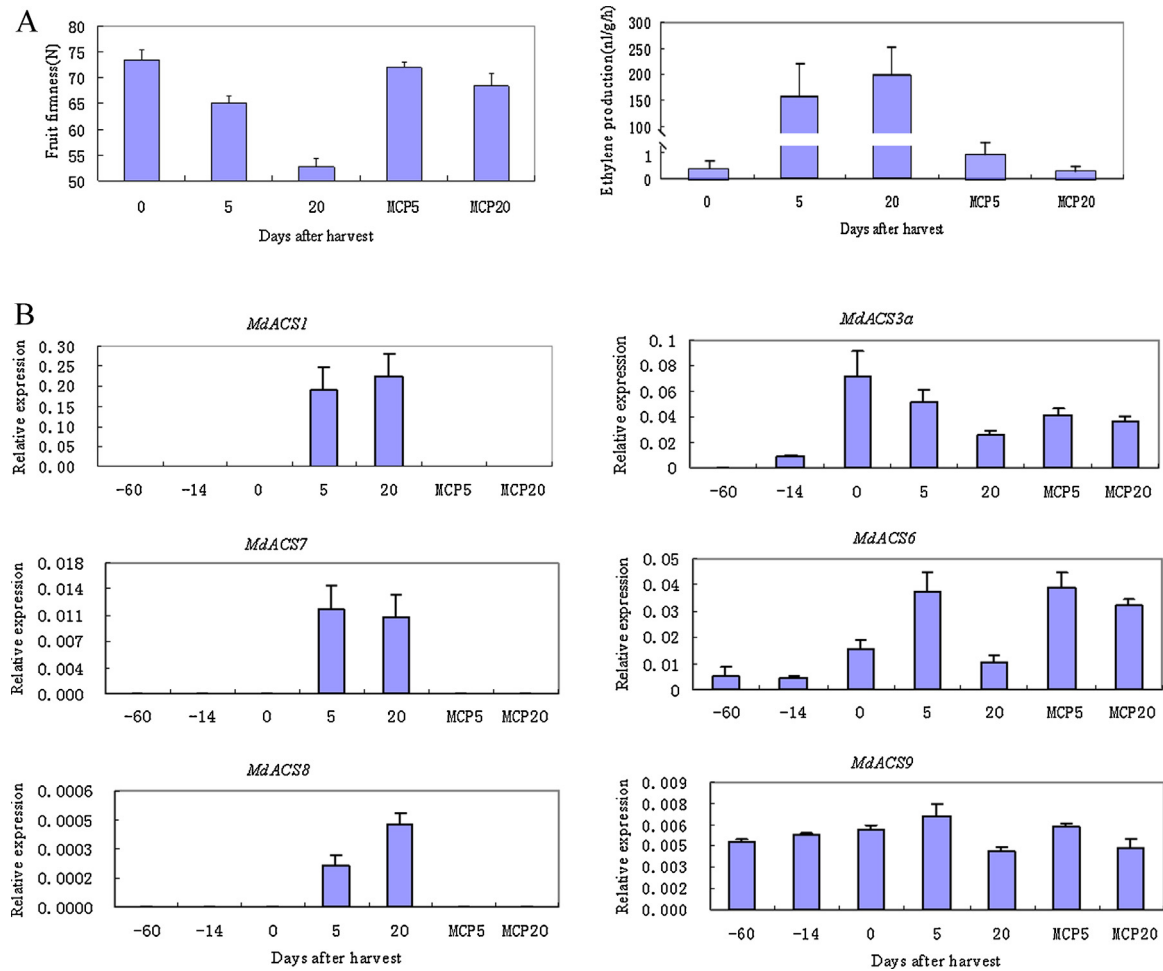 A
Fruit firmness(N)
80
75
70
65
60
55
50
0 5 20 MCP5 MCP20
Days after harvest
Ethylene production(nl/g/h)
300
250
200
150
100
1
0
0 5 20 MCP5 MCP20
Days after harvest
B
MdACS1
Relative expression
0.30
0.25
0.20
0.15
0.10
0.05
0.00
-60 -14 0 5 20 MCP5 MCP20
MdACS3a
Relative expression
0.1
0.08
0.06
0.04
0.02
0
-60 -14 0 5 20 MCP5 MCP20
MdACS7
Relative expression
0.018
0.014
0.011
0.007
0.004
0.000
-60 -14 0 5 20 MCP5 MCP20
MdACS6
Relative expression
0.05
0.04
0.03
0.02
0.01
0
-60 -14 0 5 20 MCP5 MCP20
MdACS8
Relative expression
0.0006
0.0005
0.0003
0.0002
0.0000
-60 -14 0 5 20 MCP5 MCP20
Days after harvest
MdACS9
Relative expression
0.009
0.008
0.006
0.005
0.003
0.002
0.000
-60 -14 0 5 20 MCP5 MCP20
Days after harvest